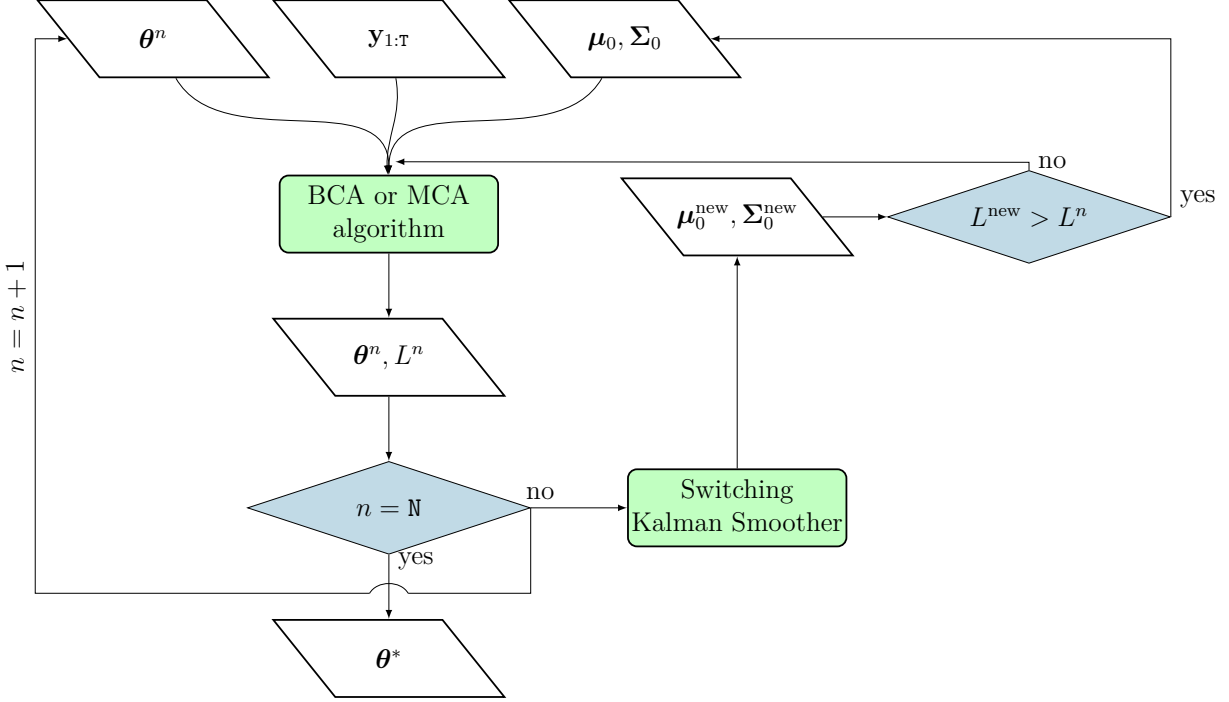 θⁿ
y₁:T
μ₀, Σ₀
no
BCA or MCA
algorithm
μ₀ⁿᵉʷ, Σ₀ⁿᵉʷ
Lⁿᵉʷ > Lⁿ
yes
n = n + 1
θⁿ, Lⁿ
n = N
no
Switching
Kalman Smoother
yes
θ*